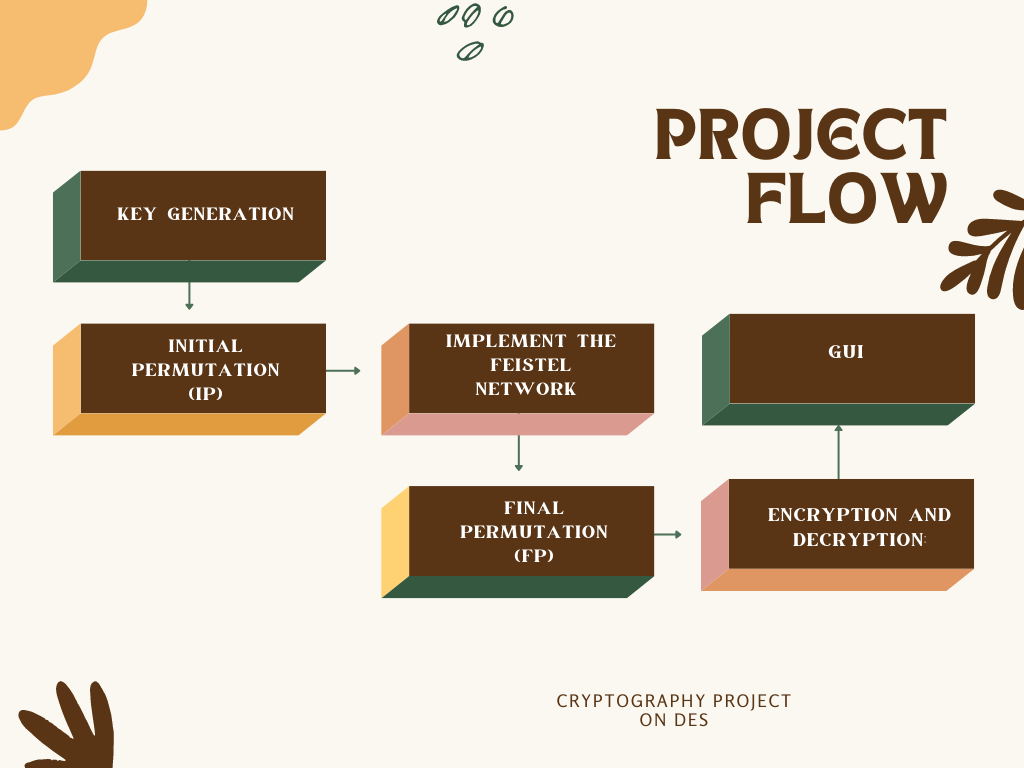 PROJECT
FLOW
KEY GENERATION
INITIAL
PERMUTATION
(IP)
IMPLEMENT THE
FEISTEL
NETWORK
FINAL
PERMUTATION
(FP)
ENCRYPTION AND
DECRYPTION:
GUI
CRYPTOGRAPHY PROJECT
ON DES